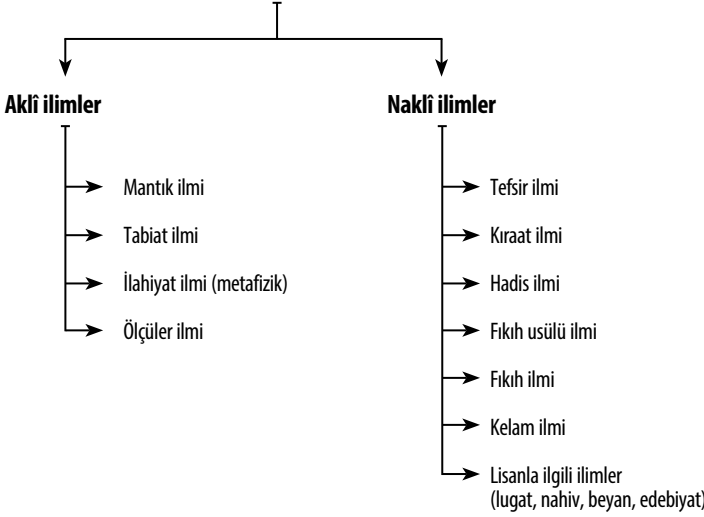 Aklî ilimler
Mantık ilmi
Tabiat ilmi
İlahiyat ilmi (metafizik)
Ölçüler ilmi
Naklî ilimler
Tefsir ilmi
Kıraat ilmi
Hadis ilmi
Fıkıh usülü ilmi
Fıkıh ilmi
Kelam ilmi
Lisanla ilgili ilimler
(lugat, nahiv, beyan, edebiyat)